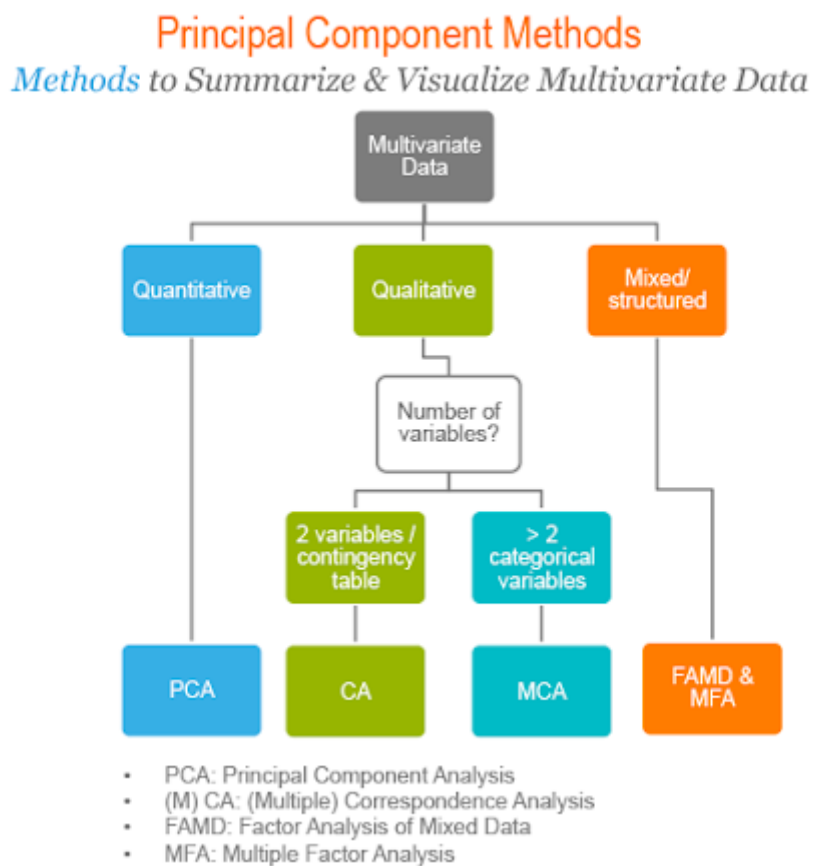 Principal Component Methods
Methods to Summarize & Visualize Multivariate Data
Multivariate
Data
Quantitative
Qualitative
Mixed/
structured
Number of
variables?
2 variables /
contingency
table
> 2
categorical
variables
PCA
CA
MCA
FAMD &
MFA
• PCA: Principal Component Analysis
• (M) CA: (Multiple) Correspondence Analysis
• FAMD: Factor Analysis of Mixed Data
• MFA: Multiple Factor Analysis